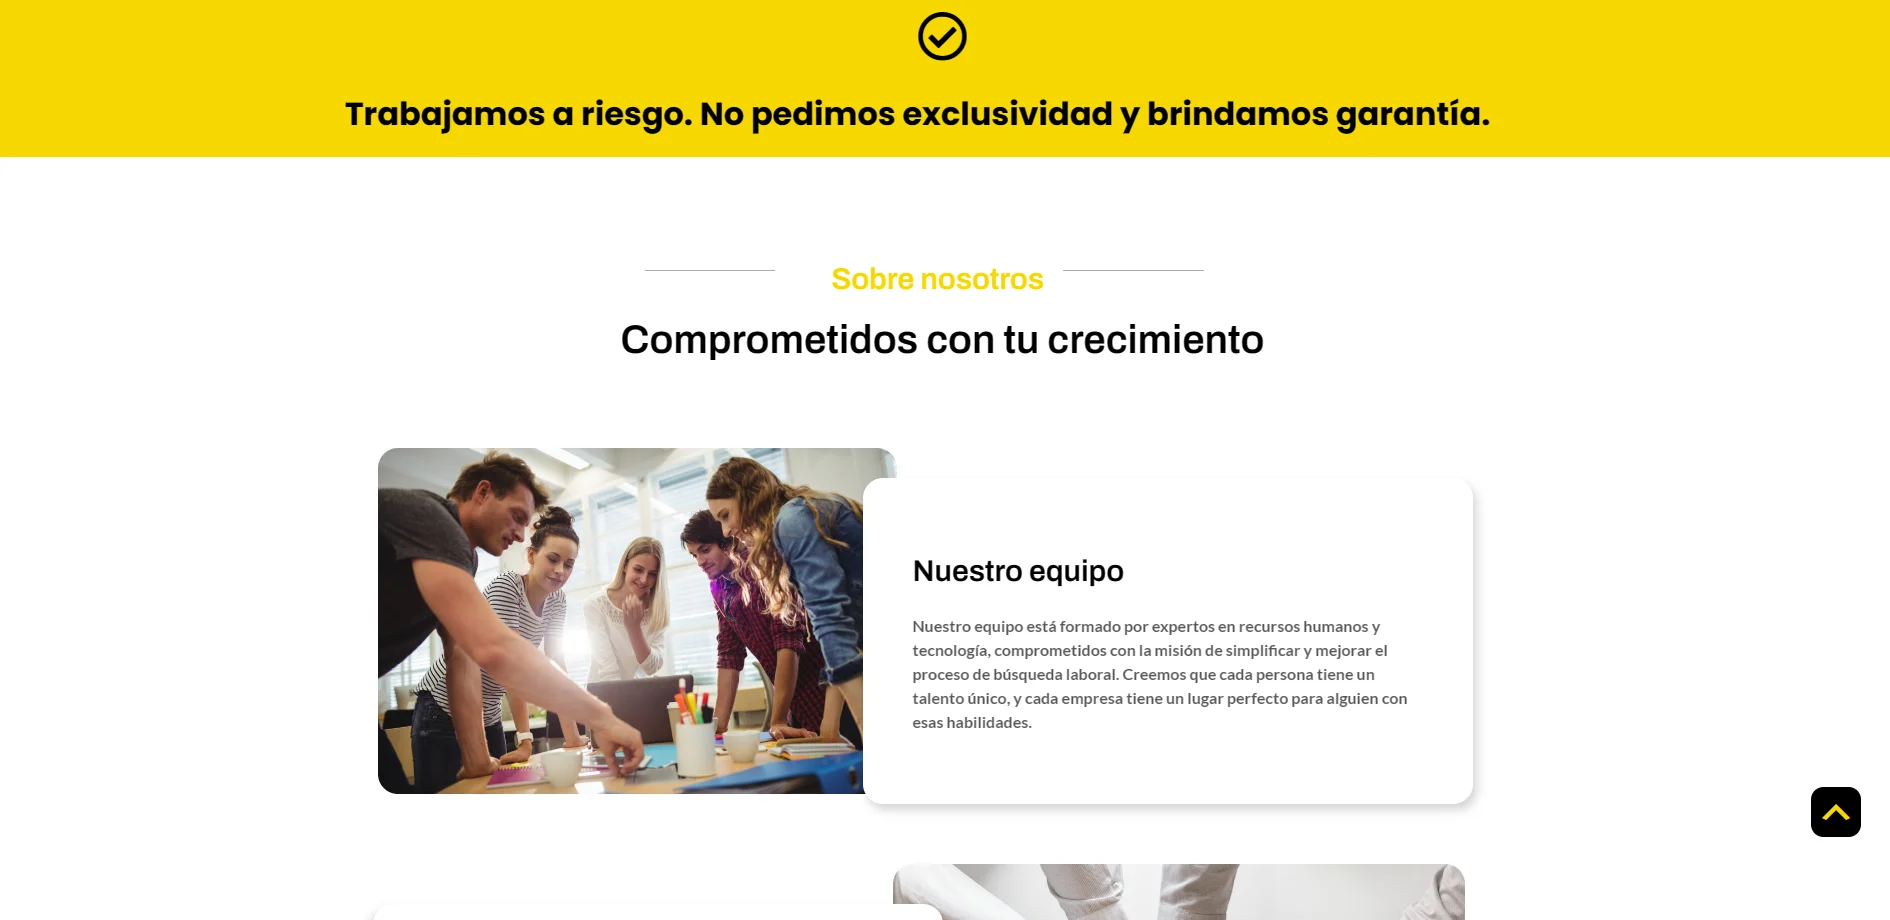 Trabajamos a riesgo. No pedimos exclusividad y brindamos garantía.
Sobre nosotros
Comprometidos con tu crecimiento
Nuestro equipo
Nuestro equipo está formado por expertos en recursos humanos y
tecnología, comprometidos con la misión de simplificar y mejorar el
proceso de búsqueda laboral. Creemos que cada persona tiene un
talento único, y cada empresa tiene un lugar perfecto para alguien con
esas habilidades.